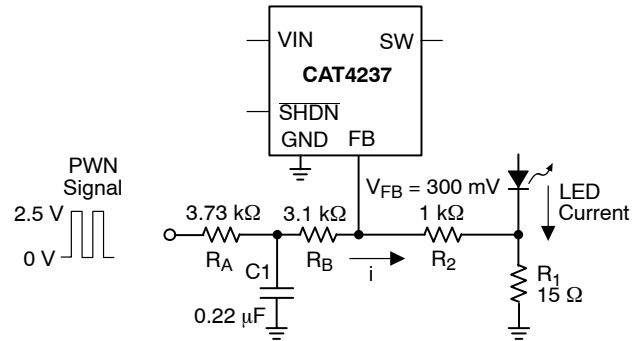 VIN
SW
CAT4237
SHDN
GND
FB
PWN
Signal
2.5 V
0 V
VFB = 300 mV
LED
Current
3.73 kΩ
3.1 kΩ
1 kΩ
RA
RB
R2
C1
i
R1
15 Ω
0.22 μF